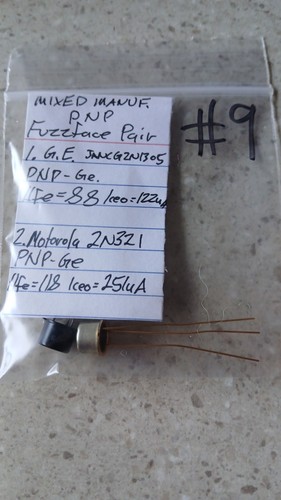 MIXED MANUF.
PNP
Fuzzface Pair
1. G.E. JANXG2N1305
PNP-Ge.
hFe=88 Iceo=122uA
2. Motorola 2N321
PNP-Ge
hFe=118 Iceo=251uA
#9